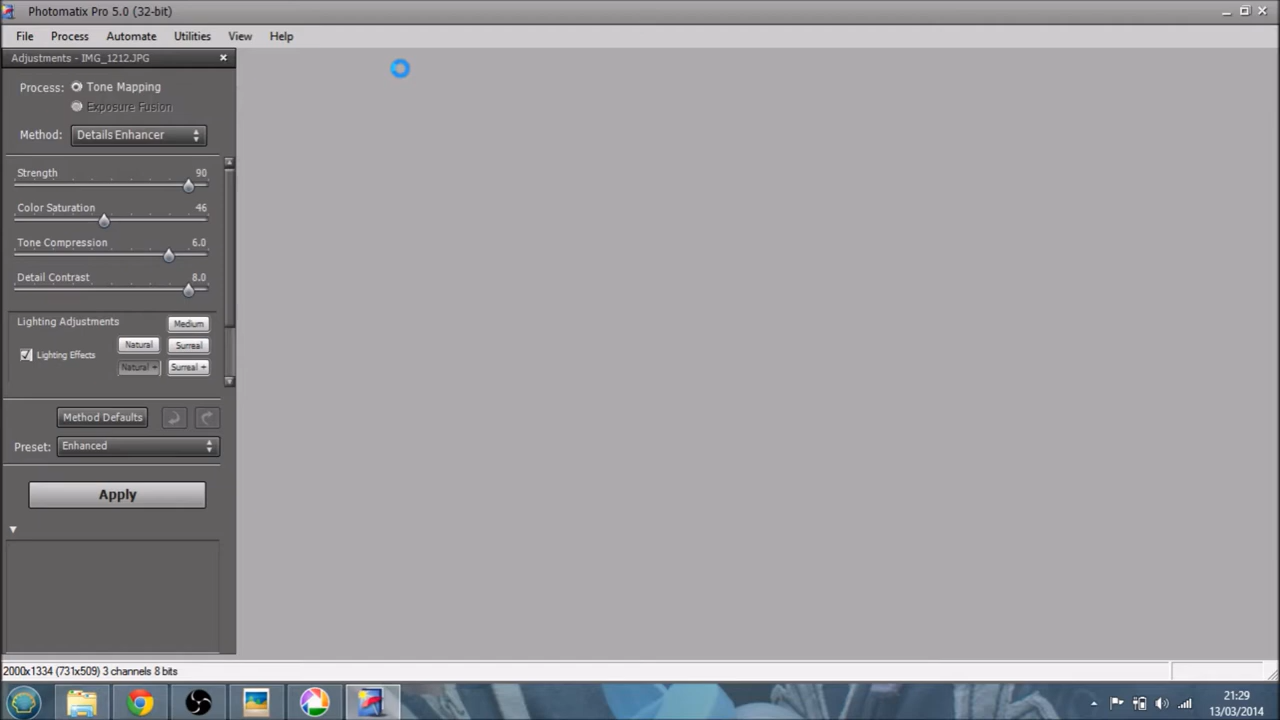 Photomatix Pro 5.0 (32-bit)
File Process Automate Utilities View Help
Adjustments - IMG_1212.JPG
Process: Tone Mapping
Exposure Fusion
Method: Details Enhancer
Strength 90
Color Saturation 46
Tone Compression 6.0
Detail Contrast 8.0
Lighting Adjustments Medium
Natural Surreal
Lighting Effects
Natural + Surreal +
Method Defaults
Preset: Enhanced
Apply
2000x1334 (731x509) 3 channels 8 bits
21:29
13/03/2014